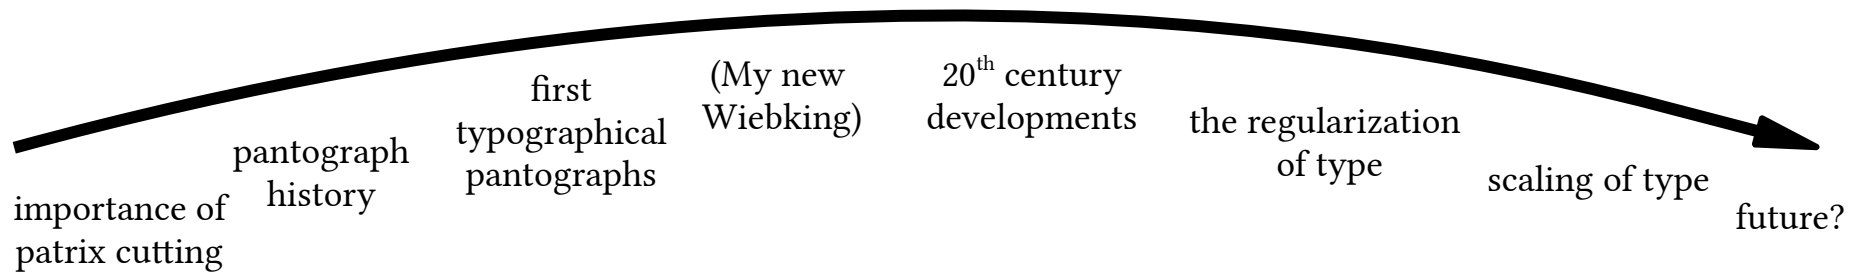 importance of
patrix cutting
pantograph
history
first
typographical
pantographs
(My new
Wiebking)
20th century
developments
the regularization
of type
scaling of type
future?